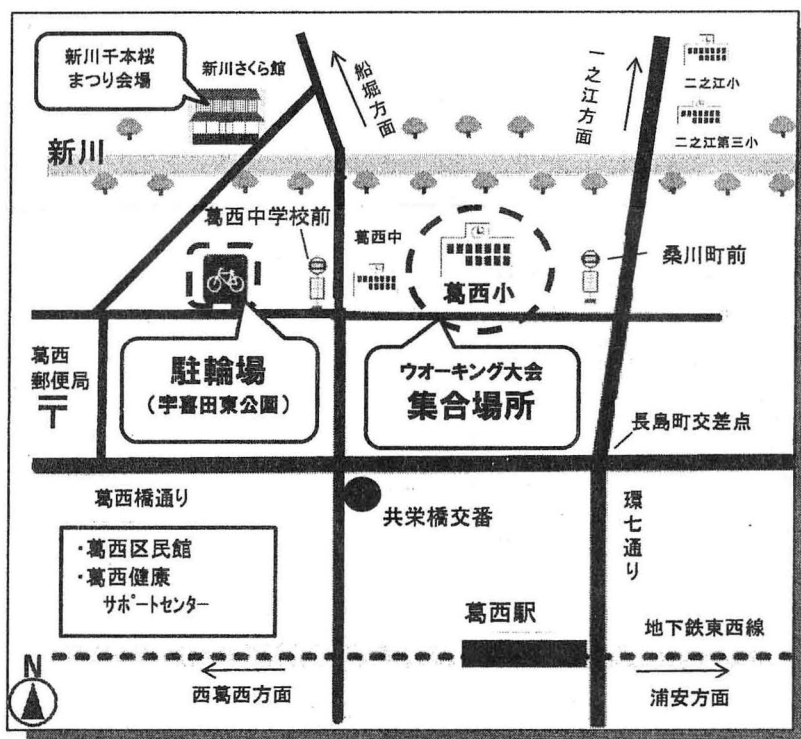 新川千本桜
まつり会場
新川さくら館
船堀方面
一之江方面
二之江小
二之江第三小
新川
葛西中学校前
葛西中
葛西小
桑川町前
葛西
郵便局
〒
駐輪場
(宇喜田東公園)
ウオーキング大会
集合場所
長島町交差点
葛西橋通り
共栄橋交番
環七通り
・葛西区民館
・葛西健康
サポートセンター
葛西駅
地下鉄東西線
N
西葛西方面
浦安方面